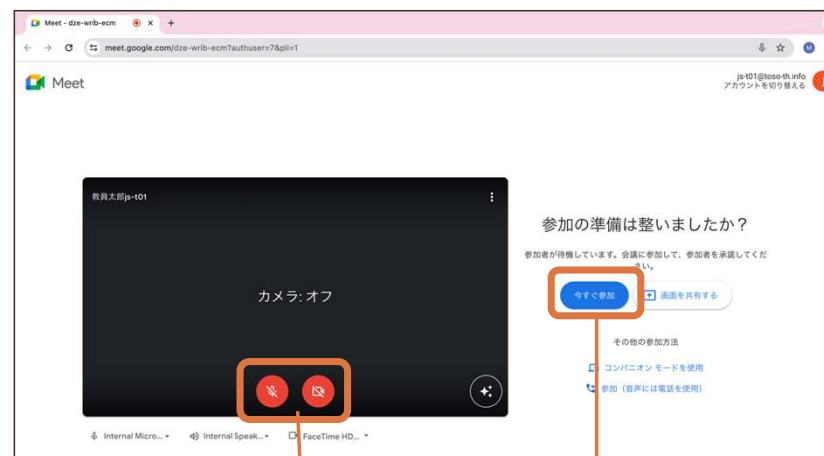 Meet - dze-wrib-ecm
meet.google.com/dze-wrib-ecm?authuser=7&pli=1
M
Meet
js-t01@toso-th.info
アカウントを切り替える
教員太郎js-t01
カメラ: オフ
参加の準備は整いましたか？
参加者が待機しています。会議に参加して、参加者を承諾してくだ
さい。
今すぐ参加
画面を共有する
その他の参加方法
コンパニオン モードを使用
参加（音声には電話を使用）
Internal Micro...
Internal Speak...
FaceTime HD...